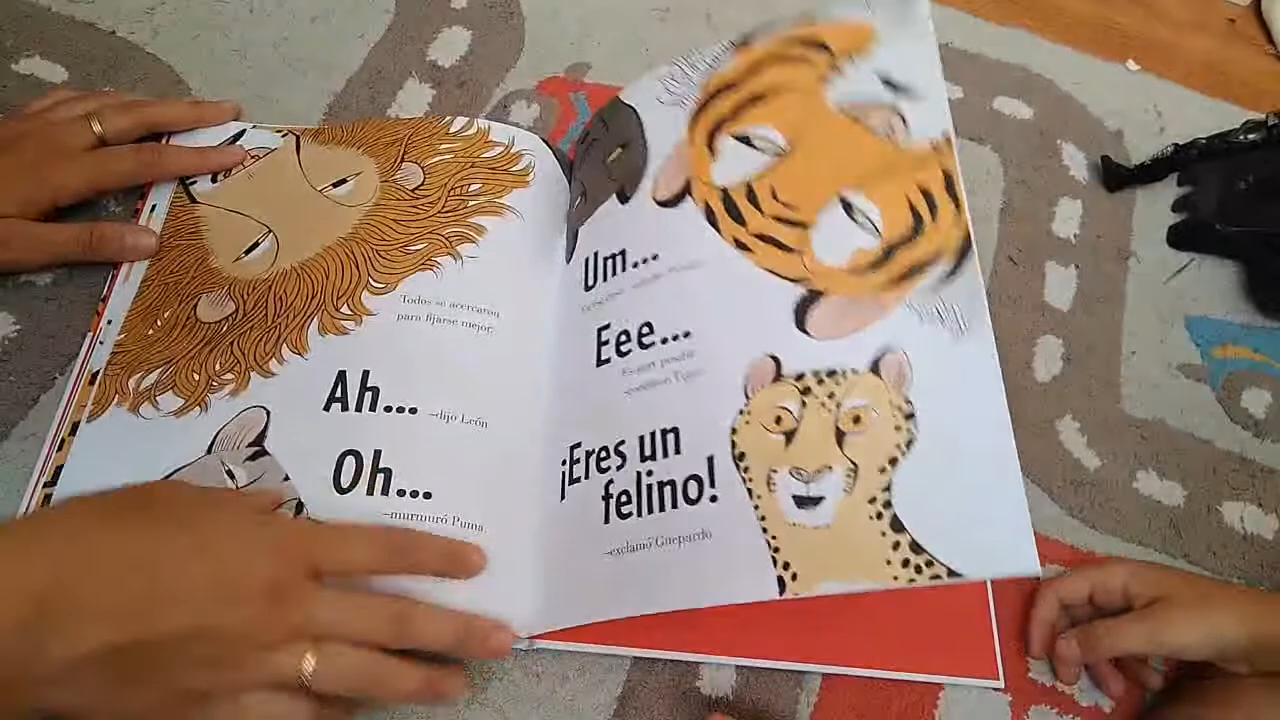 Todos se acercaron
para fijarse mejor.
Ah... –dijo León
Oh...
–murmuró Puma.
Um...
Eee...
¡Eres un
felino!
–exclamó Guepardo